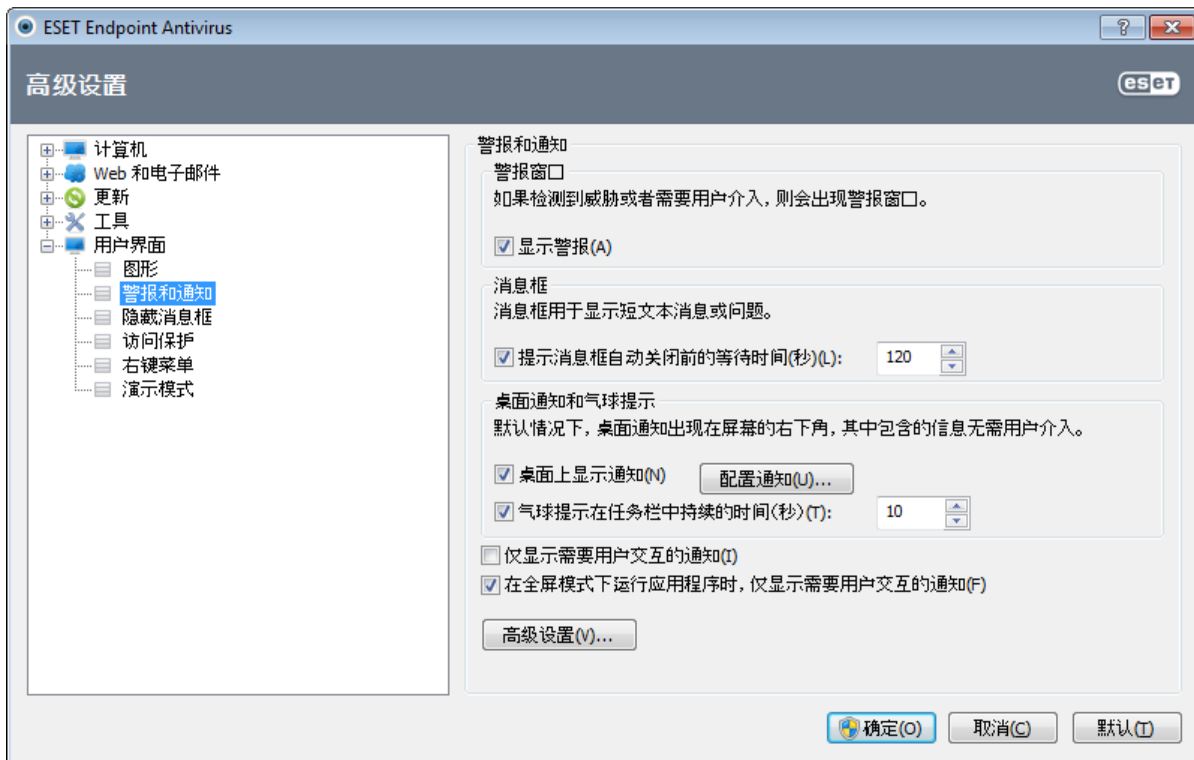 ESET Endpoint Antivirus
高级设置
eseT
计算机
Web 和电子邮件
更新
工具
用户界面
图形
警报和通知
隐藏消息框
访问保护
右键菜单
演示模式
警报和通知
警报窗口
如果检测到威胁或者需要用户介入，则会出现警报窗口。
显示警报(A)
消息框
消息框用于显示短文本消息或问题。
提示消息框自动关闭前的等待时间(秒)(L): 120
桌面通知和气球提示
默认情况下，桌面通知出现在屏幕的右下角，其中包含的信息无需用户介入。
桌面上显示通知(N) 配置通知(U)...
气球提示在任务栏中持续的时间(秒)(T): 10
仅显示需要用户交互的通知(I)
在全屏模式下运行应用程序时，仅显示需要用户交互的通知(F)
高级设置(V)...
确定(O) 取消(C) 默认(T)